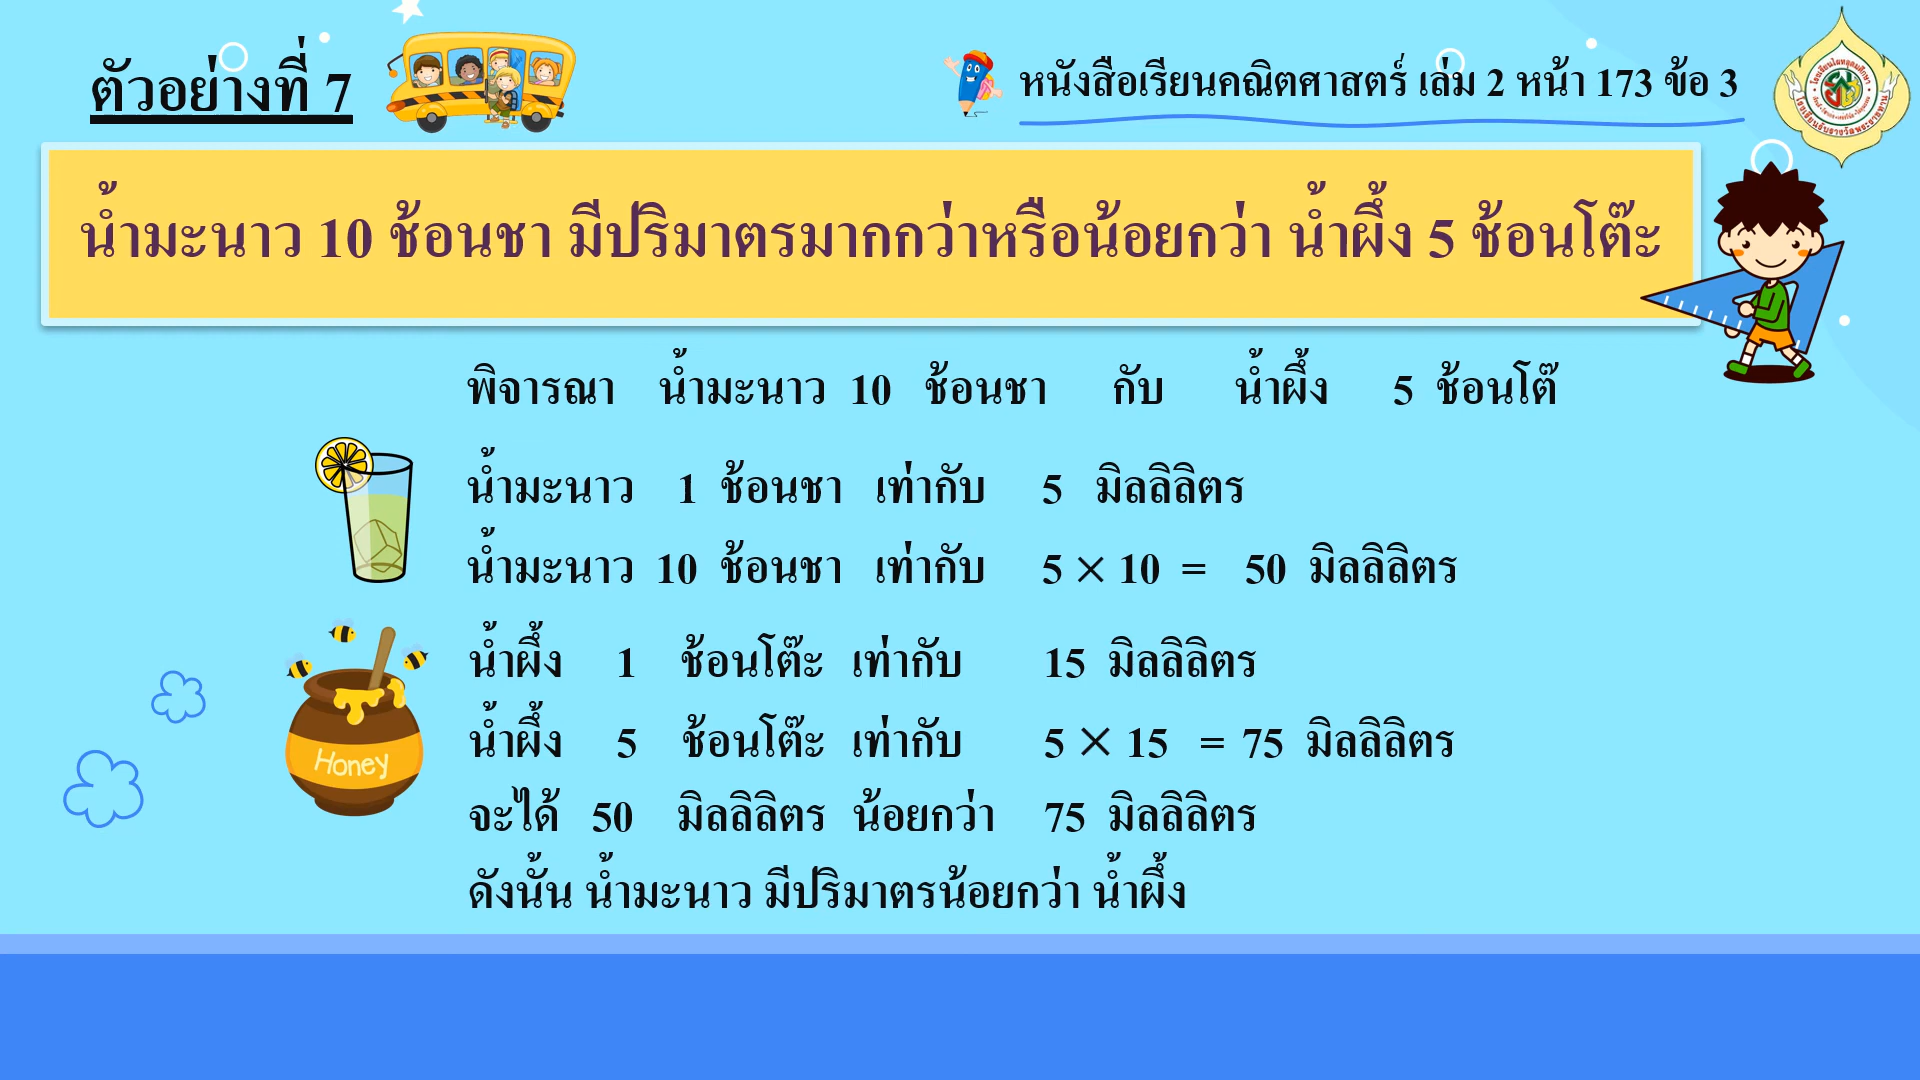 ตัวอย่างที่ 7
หนังสือเรียนคณิตศาสตร์ เล่ม 2 หน้า 173 ข้อ 3
น้ำมะนาว 10 ช้อนชา มีปริมาตรมากกว่าหรือน้อยกว่า น้ำผึ้ง 5 ช้อนโต๊ะ
พิจารณา น้ำมะนาว 10 ช้อนชา กับ น้ำผึ้ง 5 ช้อนโต๊
น้ำมะนาว 1 ช้อนชา เท่ากับ 5 มิลลิลิตร
น้ำมะนาว 10 ช้อนชา เท่ากับ 5 × 10 = 50 มิลลิลิตร
น้ำผึ้ง 1 ช้อนโต๊ะ เท่ากับ 15 มิลลิลิตร
น้ำผึ้ง 5 ช้อนโต๊ะ เท่ากับ 5 × 15 = 75 มิลลิลิตร
Honey
จะได้ 50 มิลลิลิตร น้อยกว่า 75 มิลลิลิตร
ดังนั้น น้ำมะนาว มีปริมาตรน้อยกว่า น้ำผึ้ง